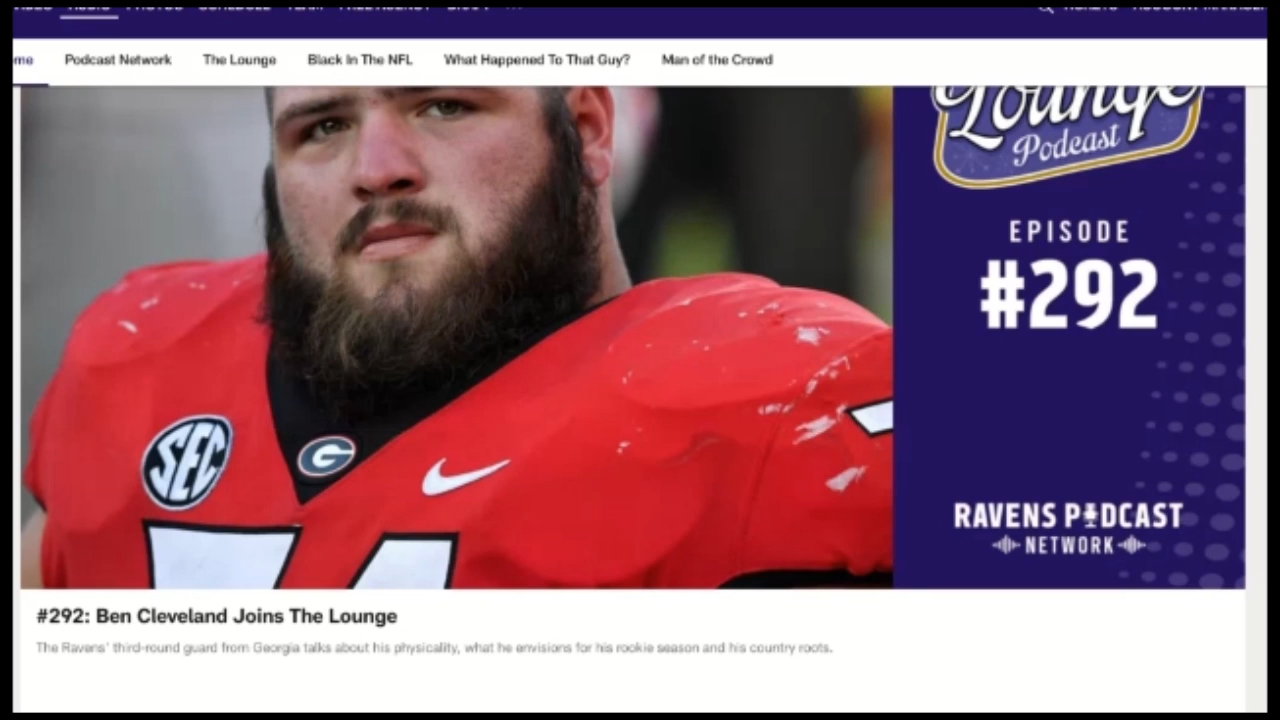 Podcast Network The Lounge Black In The NFL What Happened To That Guy? Man of the Crowd
Lounge
Podcast
EPISODE
#292
SEC
G
74
RAVENS PODCAST
NETWORK
#292: Ben Cleveland Joins The Lounge
The Ravens' third-round guard from Georgia talks about his physicality, what he envisions for his rookie season and his country roots.